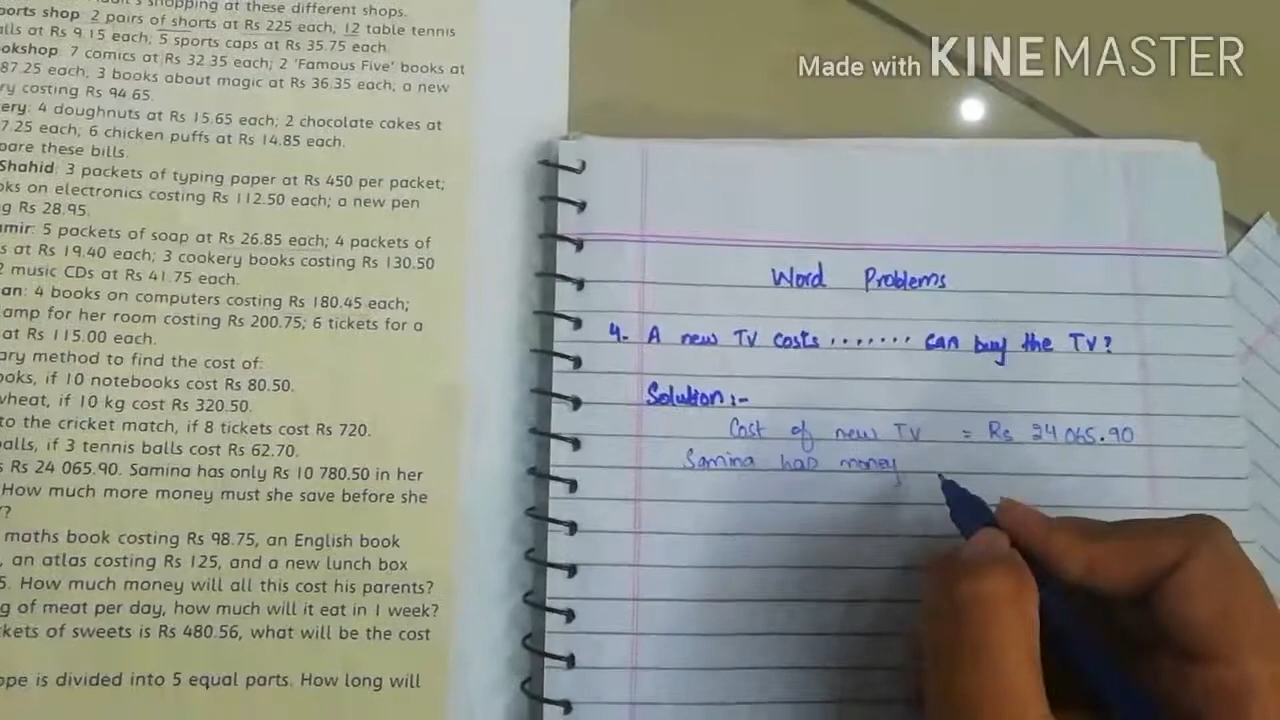 shopping at these different shops.
ports shop: 2 pairs of shorts at Rs 225 each, 12 table tennis
alls at Rs 9.15 each; 5 sports caps at Rs 35.75 each.
ookshop: 7 comics at Rs 32.35 each; 2 'Famous Five' books at
87.25 each, 3 books about magic at Rs 36.35 each; a new
ry costing Rs 94.65.
ery: 4 doughnuts at Rs 15.65 each; 2 chocolate cakes at
7.25 each; 6 chicken puffs at Rs 14.85 each.
pare these bills.
Shahid: 3 packets of typing paper at Rs 450 per packet;
oks on electronics costing Rs 112.50 each; a new pen
g Rs 28.95.
mir: 5 packets of soap at Rs 26.85 each; 4 packets of
s at Rs 19.40 each; 3 cookery books costing Rs 130.50
2 music CDs at Rs 41.75 each.
an: 4 books on computers costing Rs 180.45 each;
amp for her room costing Rs 200.75; 6 tickets for a
at Rs 115.00 each.
ary method to find the cost of:
ooks, if 10 notebooks cost Rs 80.50.
wheat, if 10 kg cost Rs 320.50.
to the cricket match, if 8 tickets cost Rs 720.
balls, if 3 tennis balls cost Rs 62.70.
s Rs 24 065.90. Samina has only Rs 10 780.50 in her
How much more money must she save before she
?
maths book costing Rs 98.75, an English book
, an atlas costing Rs 125, and a new lunch box
5. How much money will all this cost his parents?
g of meat per day, how much will it eat in 1 week?
ckets of sweets is Rs 480.56, what will be the cost
ope is divided into 5 equal parts. How long will
Made with KINEMASTER
Word Problems
4. A new TV costs ....... can buy the TV?
Solution:-
Cost of new TV = Rs 24 065.90
Samina has money